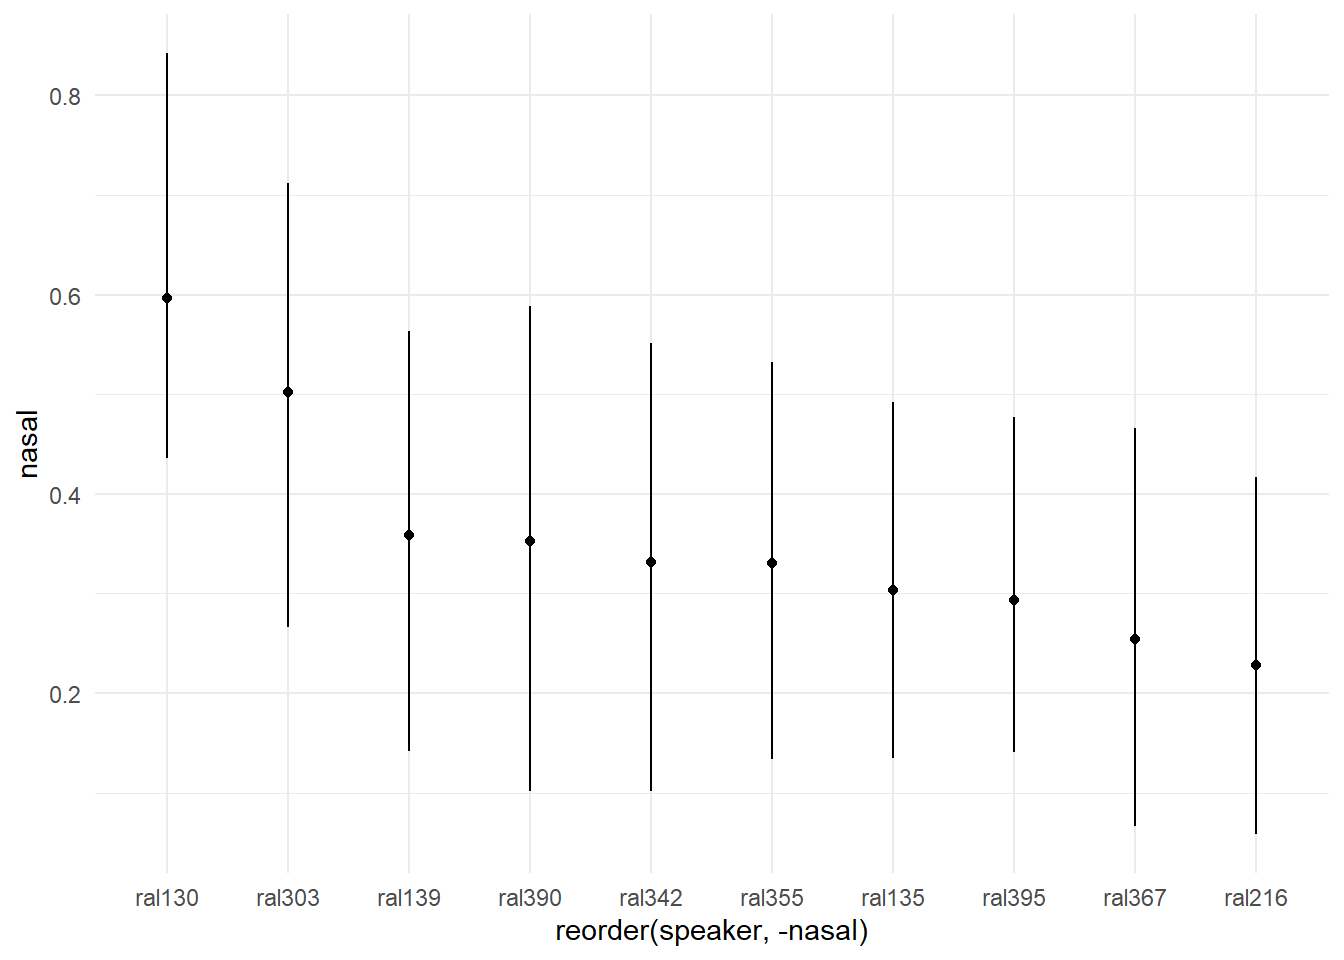 0.8
0.6
0.4
0.2
nasal
ral130 ral303 ral139 ral390 ral342 ral355 ral135 ral395 ral367 ral216
reorder(speaker, -nasal)